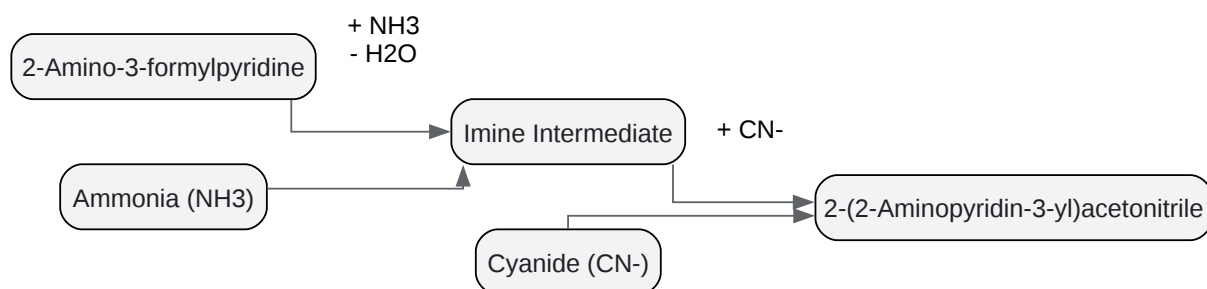 + NH3
- H2O
2-Amino-3-formylpyridine
Imine Intermediate
+ CN-
Ammonia (NH3)
2-(2-Aminopyridin-3-yl)acetonitrile
Cyanide (CN-)